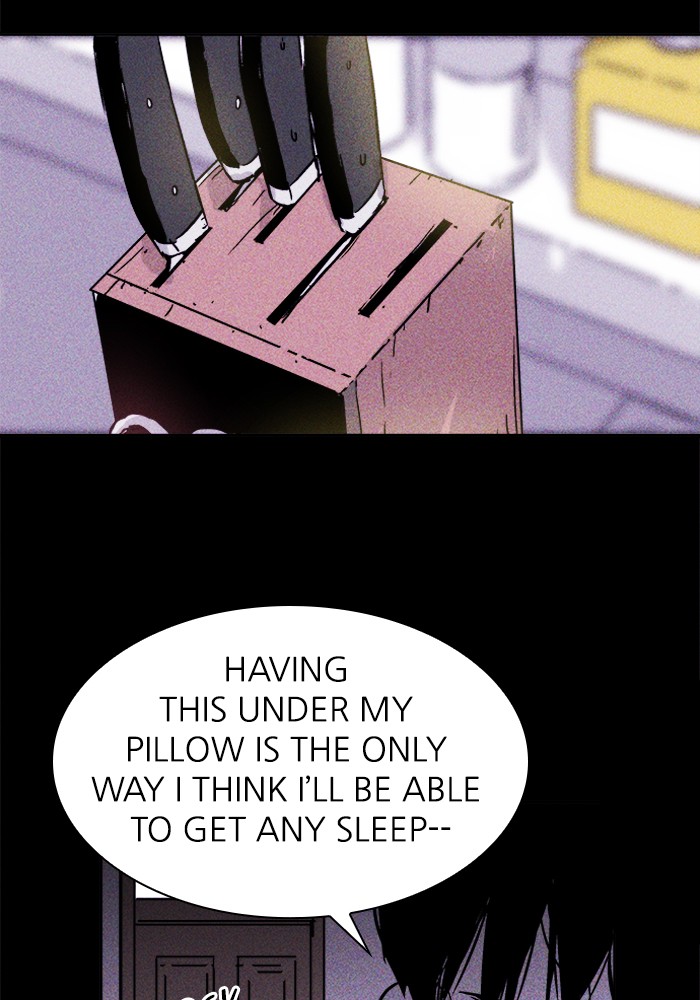 HAVING
THIS UNDER MY
PILLOW IS THE ONLY
WAY I THINK I'LL BE ABLE
TO GET ANY SLEEP--